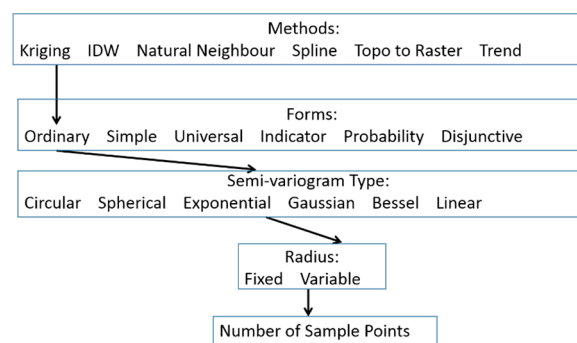 Methods:
Kriging IDW Natural Neighbour Spline Topo to Raster Trend
Forms:
Ordinary Simple Universal Indicator Probability Disjunctive
Semi-variogram Type:
Circular Spherical Exponential Gaussian Bessel Linear
Radius:
Fixed Variable
Number of Sample Points